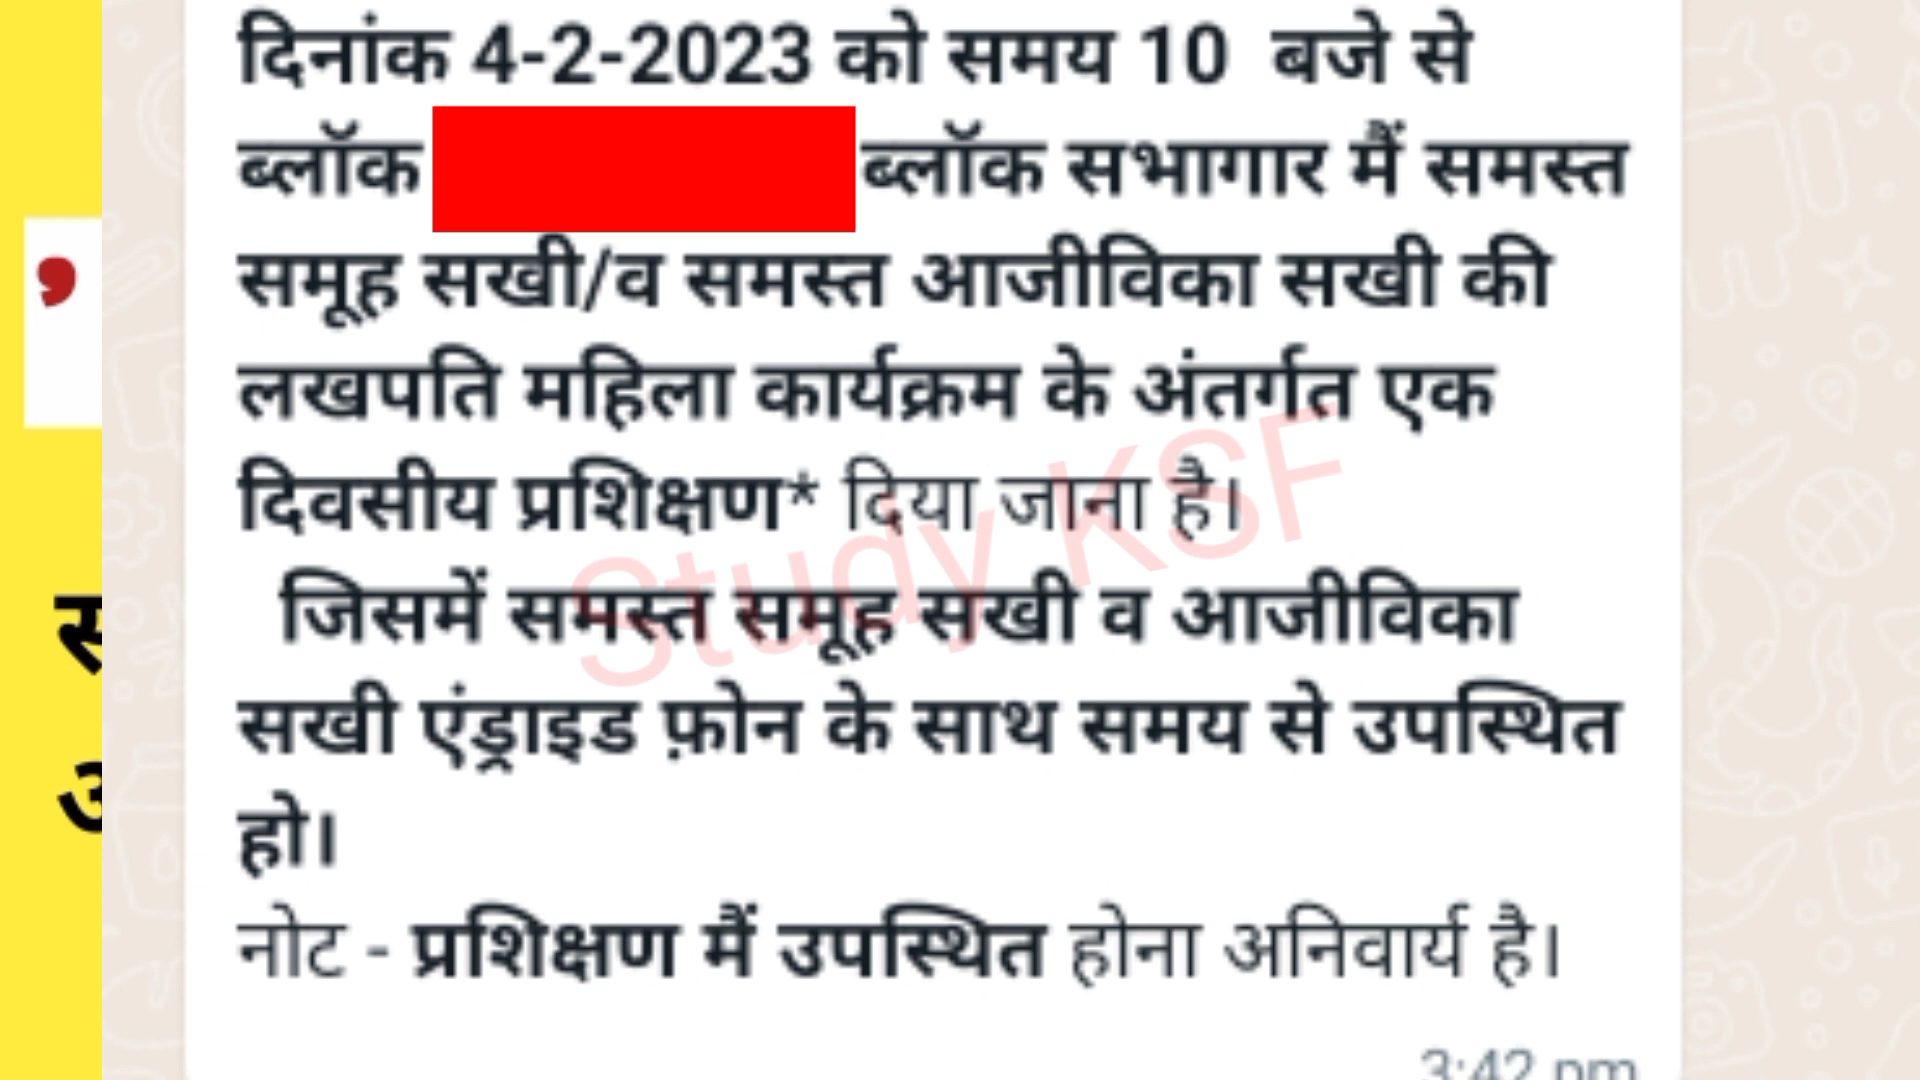 दिनांक 4-2-2023 को समय 10 बजे से
ब्लॉक ब्लॉक सभागार मैं समस्त
समूह सखी/व समस्त आजीविका सखी की
लखपति महिला कार्यक्रम के अंतर्गत एक
दिवसीय प्रशिक्षण* दिया जाना है।
जिसमें समस्त समूह सखी व आजीविका
सखी एंड्राइड फ़ोन के साथ समय से उपस्थित
हो।
नोट - प्रशिक्षण मैं उपस्थित होना अनिवार्य है।
3:42 pm
Study KSF